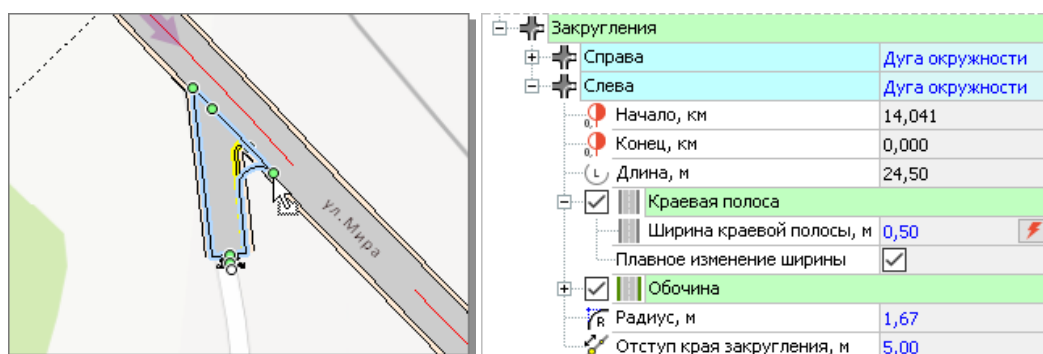 ул.Мира
Закругления
Справа Дуга окружности
Слева Дуга окружности
Начало, км 14,041
Конец, км 0,000
Длина, м 24,50
Краевая полоса
Ширина краевой полосы, м 0,50
Плавное изменение ширины
Обочина
Радиус, м 1,67
Отступ края закругления, м 5,00